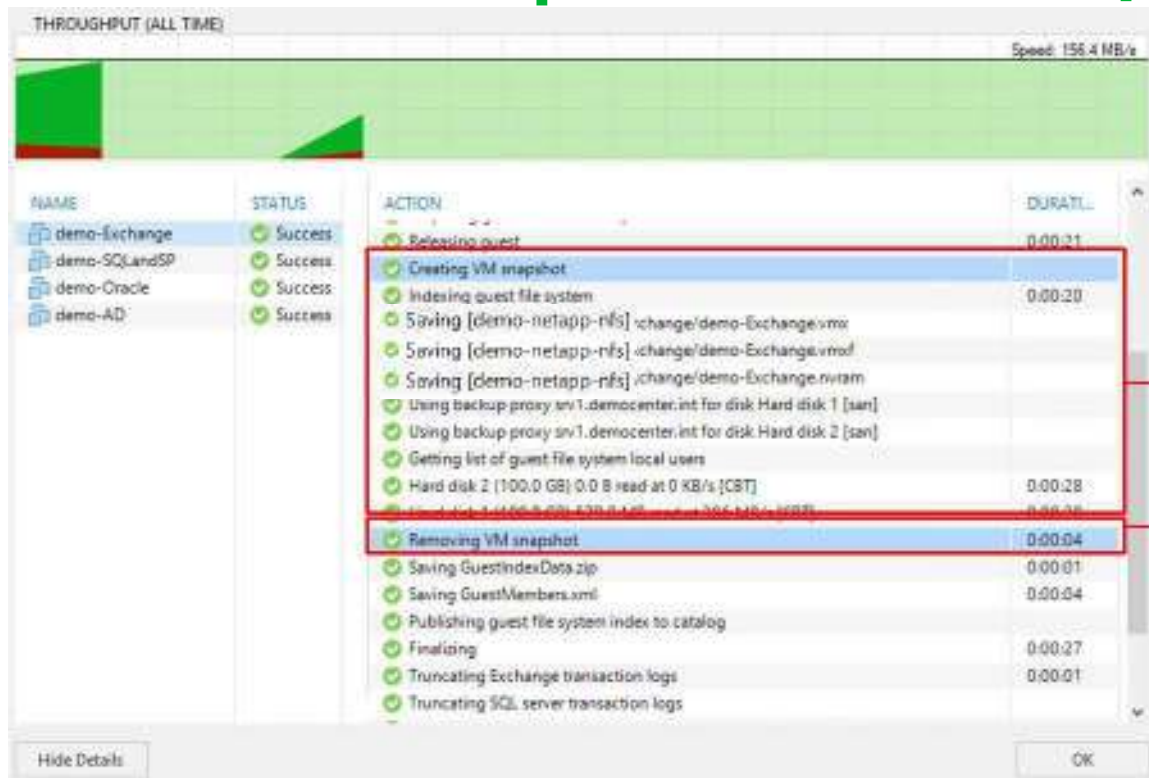 THROUGHPUT (ALL TIME)
Speed: 156.4 MB/s
NAME STATUS ACTION DURATI...
demo-Exchange Success
demo-SQLandSP Success
demo-Oracle Success
demo-AD Success
Releasing guest 0:00:21
Creating VM snapshot
Indexing guest file system 0:00:20
Saving [demo-netapp-nfs] :change/demo-Exchange.vmx
Saving [demo-netapp-nfs] :change/demo-Exchange.vmxf
Saving [demo-netapp-nfs] :change/demo-Exchange.nvram
Using backup proxy srv1.democenter.int for disk Hard disk 1 [san]
Using backup proxy srv1.democenter.int for disk Hard disk 2 [san]
Getting list of guest file system local users
Hard disk 2 (100.0 GB) 0.0 B read at 0 KB/s [CBT] 0:00:28
Hard disk 1 (100.0 GB)
Removing VM snapshot 0:00:04
Saving GuestIndexData.zip 0:00:01
Saving GuestMembers.xml 0:00:04
Publishing guest file system index to catalog
Finalizing 0:00:27
Truncating Exchange transaction logs 0:00:01
Truncating SQL server transaction logs
Hide Details OK